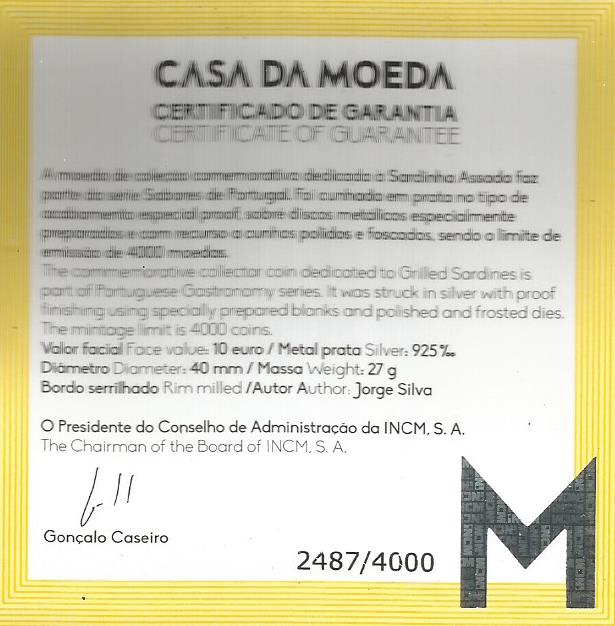 CASA DA MOEDA
CERTIFICADO DE GARANTIA
CERTIFICATE OF GUARANTEE
A moeda de coleção comemorativa dedicada à Sardinha Assada faz
parte da série Sabores de Portugal. Foi cunhada em prata no tipo de
acabamento especial proof, sobre discos metálicos especialmente
preparados e com recurso a cunhos polidos e foscados, sendo o limite de
emissão de 4000 moedas.
The commemorative collector coin dedicated to Grilled Sardines is
part of Portuguese Gastronomy series. It was struck in silver with proof
finishing using specially prepared blanks and polished and frosted dies.
The mintage limit is 4000 coins.
Valor facial Face value: 10 euro / Metal prata Silver: 925‰
Diâmetro Diameter: 40 mm / Massa Weight: 27 g
Bordo serrilhado Rim milled /Autor Author: Jorge Silva
O Presidente do Conselho de Administração da INCM, S. A.
The Chairman of the Board of INCM, S. A.
Gonçalo Caseiro
2487/4000
M